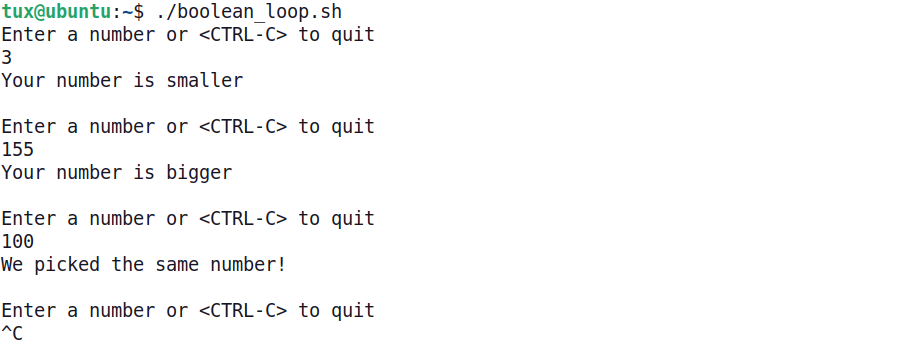 tux@ubuntu:~$ ./boolean_loop.sh
Enter a number or <CTRL-C> to quit
3
Your number is smaller
Enter a number or <CTRL-C> to quit
155
Your number is bigger
Enter a number or <CTRL-C> to quit
100
We picked the same number!
Enter a number or <CTRL-C> to quit
^C